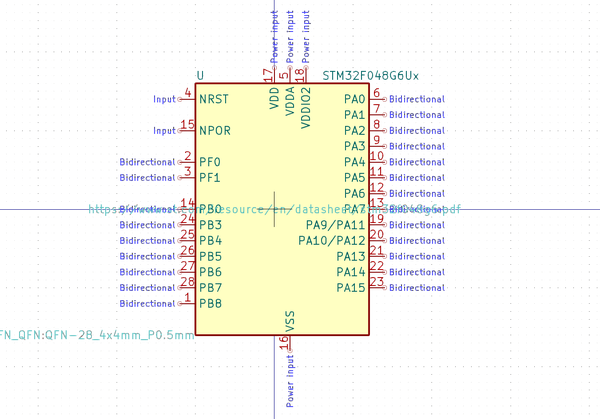 Power input Power input Power input
17 5 18
U STM32F048G6Ux
VDD VDDA VDDIO2
Input 4 NRST PA0 6 Bidirectional
PA1 7 Bidirectional
Input 15 NPOR PA2 8 Bidirectional
PA3 9 Bidirectional
Bidirectional 2 PF0 PA4 10 Bidirectional
Bidirectional 3 PF1 PA5 11 Bidirectional
PA6 12 Bidirectional
Bidirectional 14 PB0 PA7 13 Bidirectional
Bidirectional 24 PB3 PA9/PA11 19 Bidirectional
Bidirectional 25 PB4 PA10/PA12 20 Bidirectional
Bidirectional 26 PB5 PA13 21 Bidirectional
Bidirectional 27 PB6 PA14 22 Bidirectional
Bidirectional 28 PB7 PA15 23 Bidirectional
Bidirectional 1 PB8
VSS
FN_QFN:QFN-28_4x4mm_P0.5mm
16
Power input